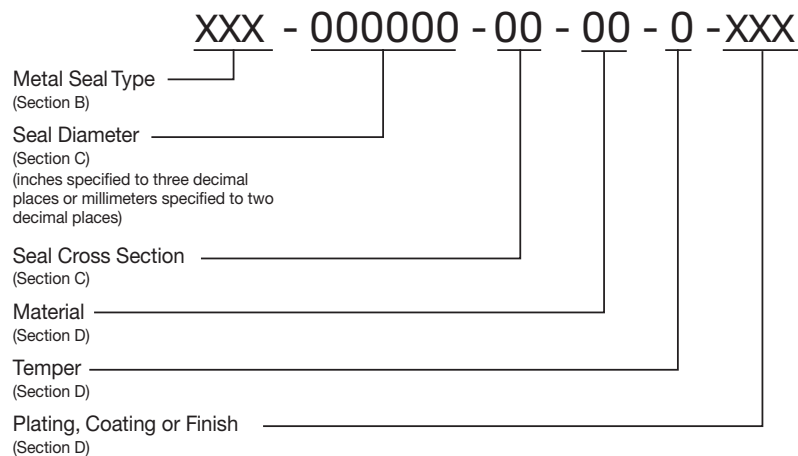 XXX - 000000 - 00 - 00 - 0 - XXX
Metal Seal Type
(Section B)
Seal Diameter
(Section C)
(inches specified to three decimal
places or millimeters specified to two
decimal places)
Seal Cross Section
(Section C)
Material
(Section D)
Temper
(Section D)
Plating, Coating or Finish
(Section D)